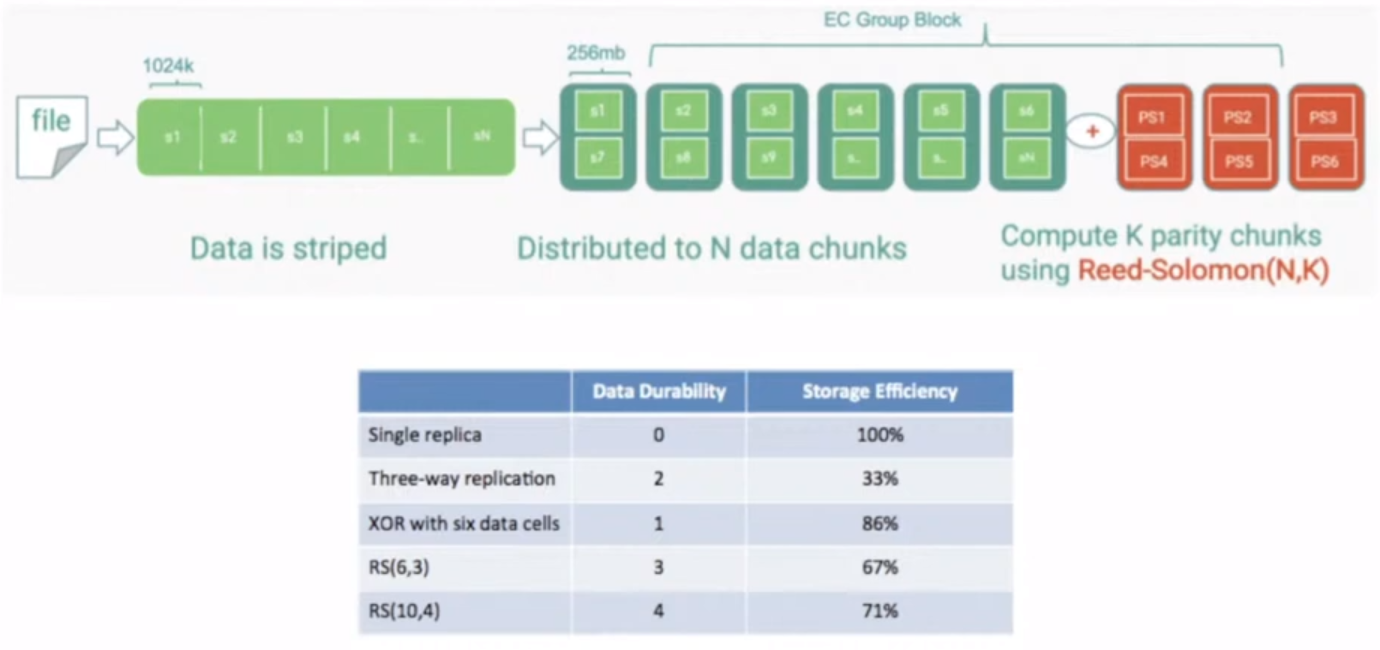 EC Group Block
1024k
256mb
file
s1 s2 s3 s4 s.. sN
s1 s2 s3 s4 s5 s6
s7 s8 s9 s.. s.. sN
+
PS1 PS2 PS3
PS4 PS5 PS6
Data is striped
Distributed to N data chunks
Compute K parity chunks
using Reed-Solomon(N,K)
Data Durability Storage Efficiency
Single replica 0 100%
Three-way replication 2 33%
XOR with six data cells 1 86%
RS(6,3) 3 67%
RS(10,4) 4 71%